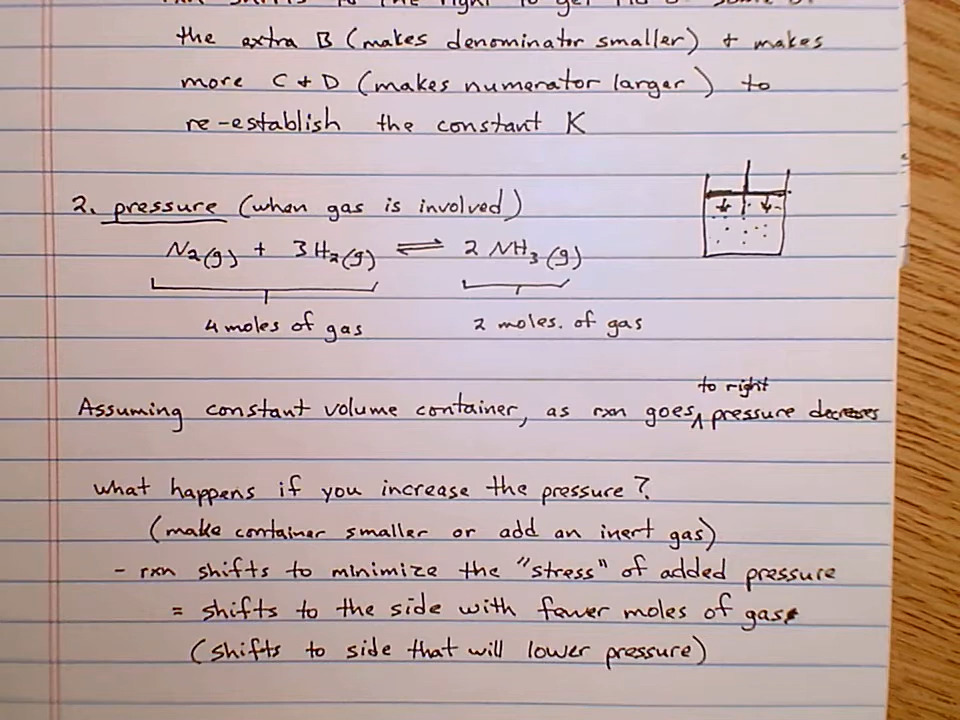 the extra B (makes denominator smaller) + makes
more C + D (makes numerator larger) to
re-establish the constant K
2. pressure (when gas is involved)
N2(g) + 3H2(g) ⇌ 2 NH3(g)
4 moles of gas 2 moles. of gas
to right
Assuming constant volume container, as rxn goes ^ pressure decreases
what happens if you increase the pressure?
(make container smaller or add an inert gas)
- rxn shifts to minimize the "stress" of added pressure
= shifts to the side with fewer moles of gas
(shifts to side that will lower pressure)